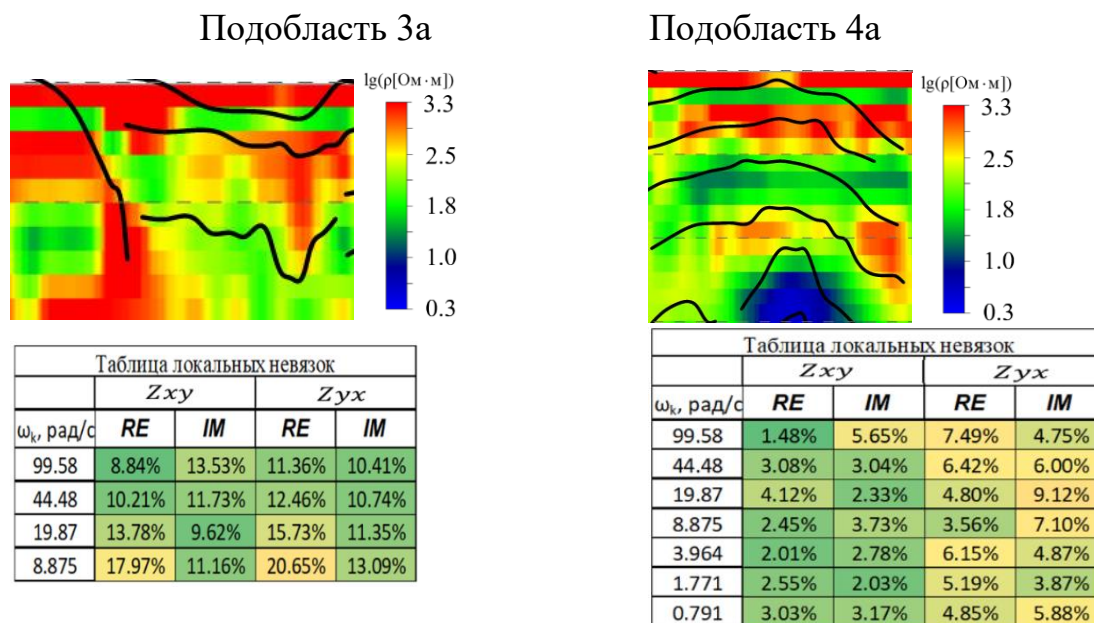 Подобласть 3а
Подобласть 4а
lg(ρ[Ом·м])
3.3
2.5
1.8
1.0
0.3
lg(ρ[Ом·м])
3.3
2.5
1.8
1.0
0.3
Таблица локальных невязок
Zxy Zyx
ωk, рад/с RE IM RE IM
99.58 8.84% 13.53% 11.36% 10.41%
44.48 10.21% 11.73% 12.46% 10.74%
19.87 13.78% 9.62% 15.73% 11.35%
8.875 17.97% 11.16% 20.65% 13.09%
Таблица локальных невязок
Zxy Zyx
ωk, рад/с RE IM RE IM
99.58 1.48% 5.65% 7.49% 4.75%
44.48 3.08% 3.04% 6.42% 6.00%
19.87 4.12% 2.33% 4.80% 9.12%
8.875 2.45% 3.73% 3.56% 7.10%
3.964 2.01% 2.78% 6.15% 4.87%
1.771 2.55% 2.03% 5.19% 3.87%
0.791 3.03% 3.17% 4.85% 5.88%